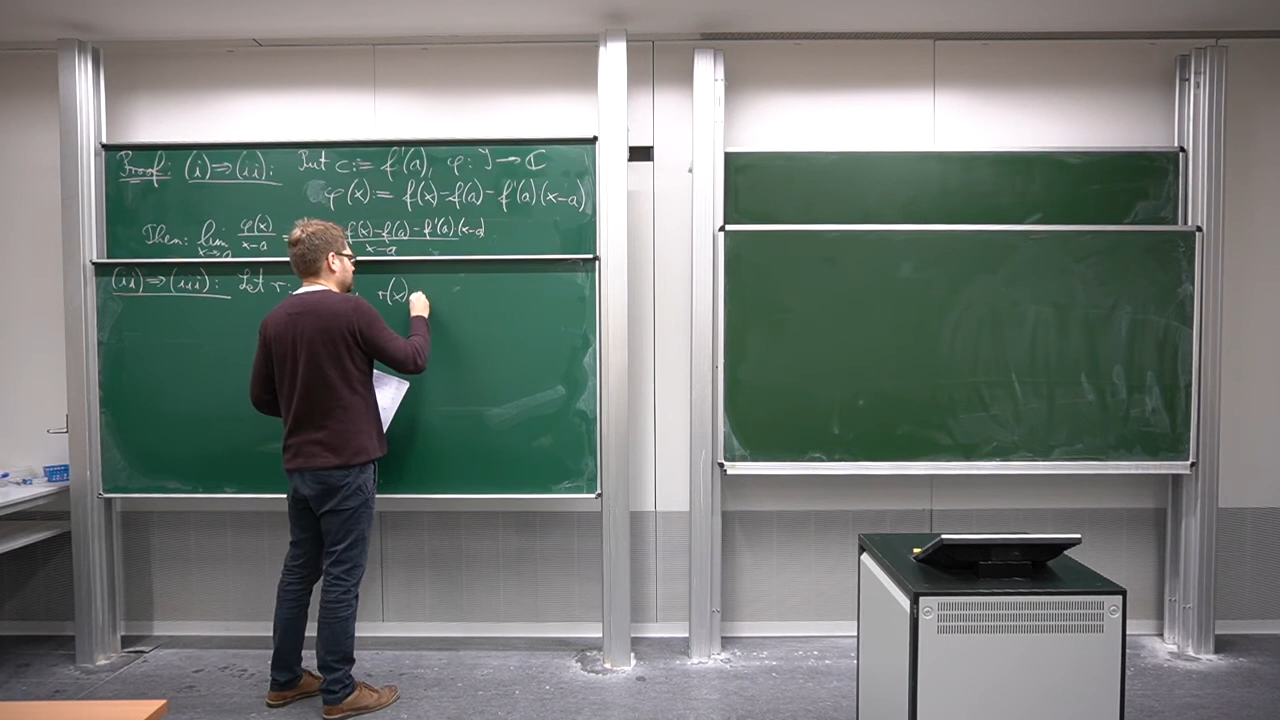 Proof: (i)⇒(ii): Put c:= f'(a), φ: J→ℂ
φ(x):= f(x)-f(a)-f'(a)(x-a)
Then: lim x→a φ(x)/x-a = f(x)-f(a)-f'(a)(x-a)/x-a
(ii)⇒(iii): Let r: r(x)